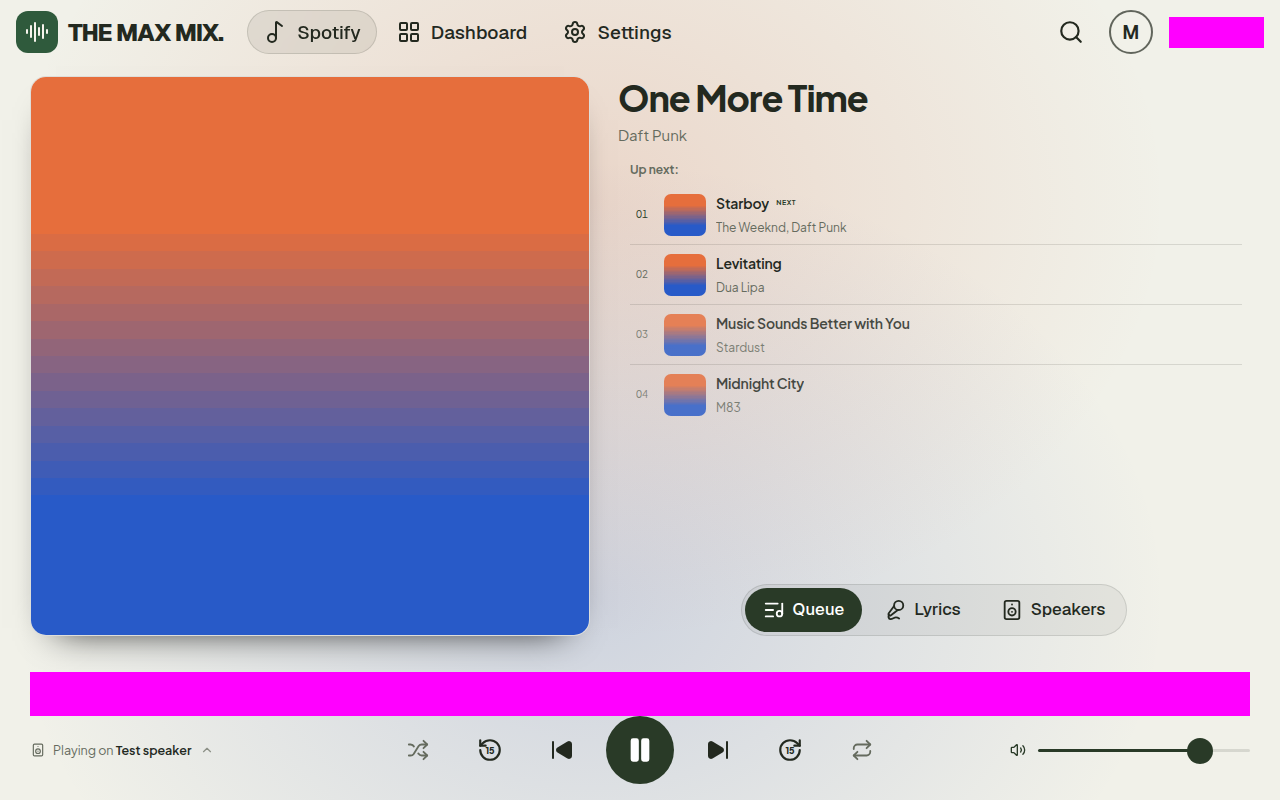 THE MAX MIX.
Spotify
Dashboard
Settings
M
One More Time
Daft Punk
Up next:
01
Starboy NEXT
The Weeknd, Daft Punk
02
Levitating
Dua Lipa
03
Music Sounds Better with You
Stardust
04
Midnight City
M83
Queue
Lyrics
Speakers
Playing on Test speaker
15
15